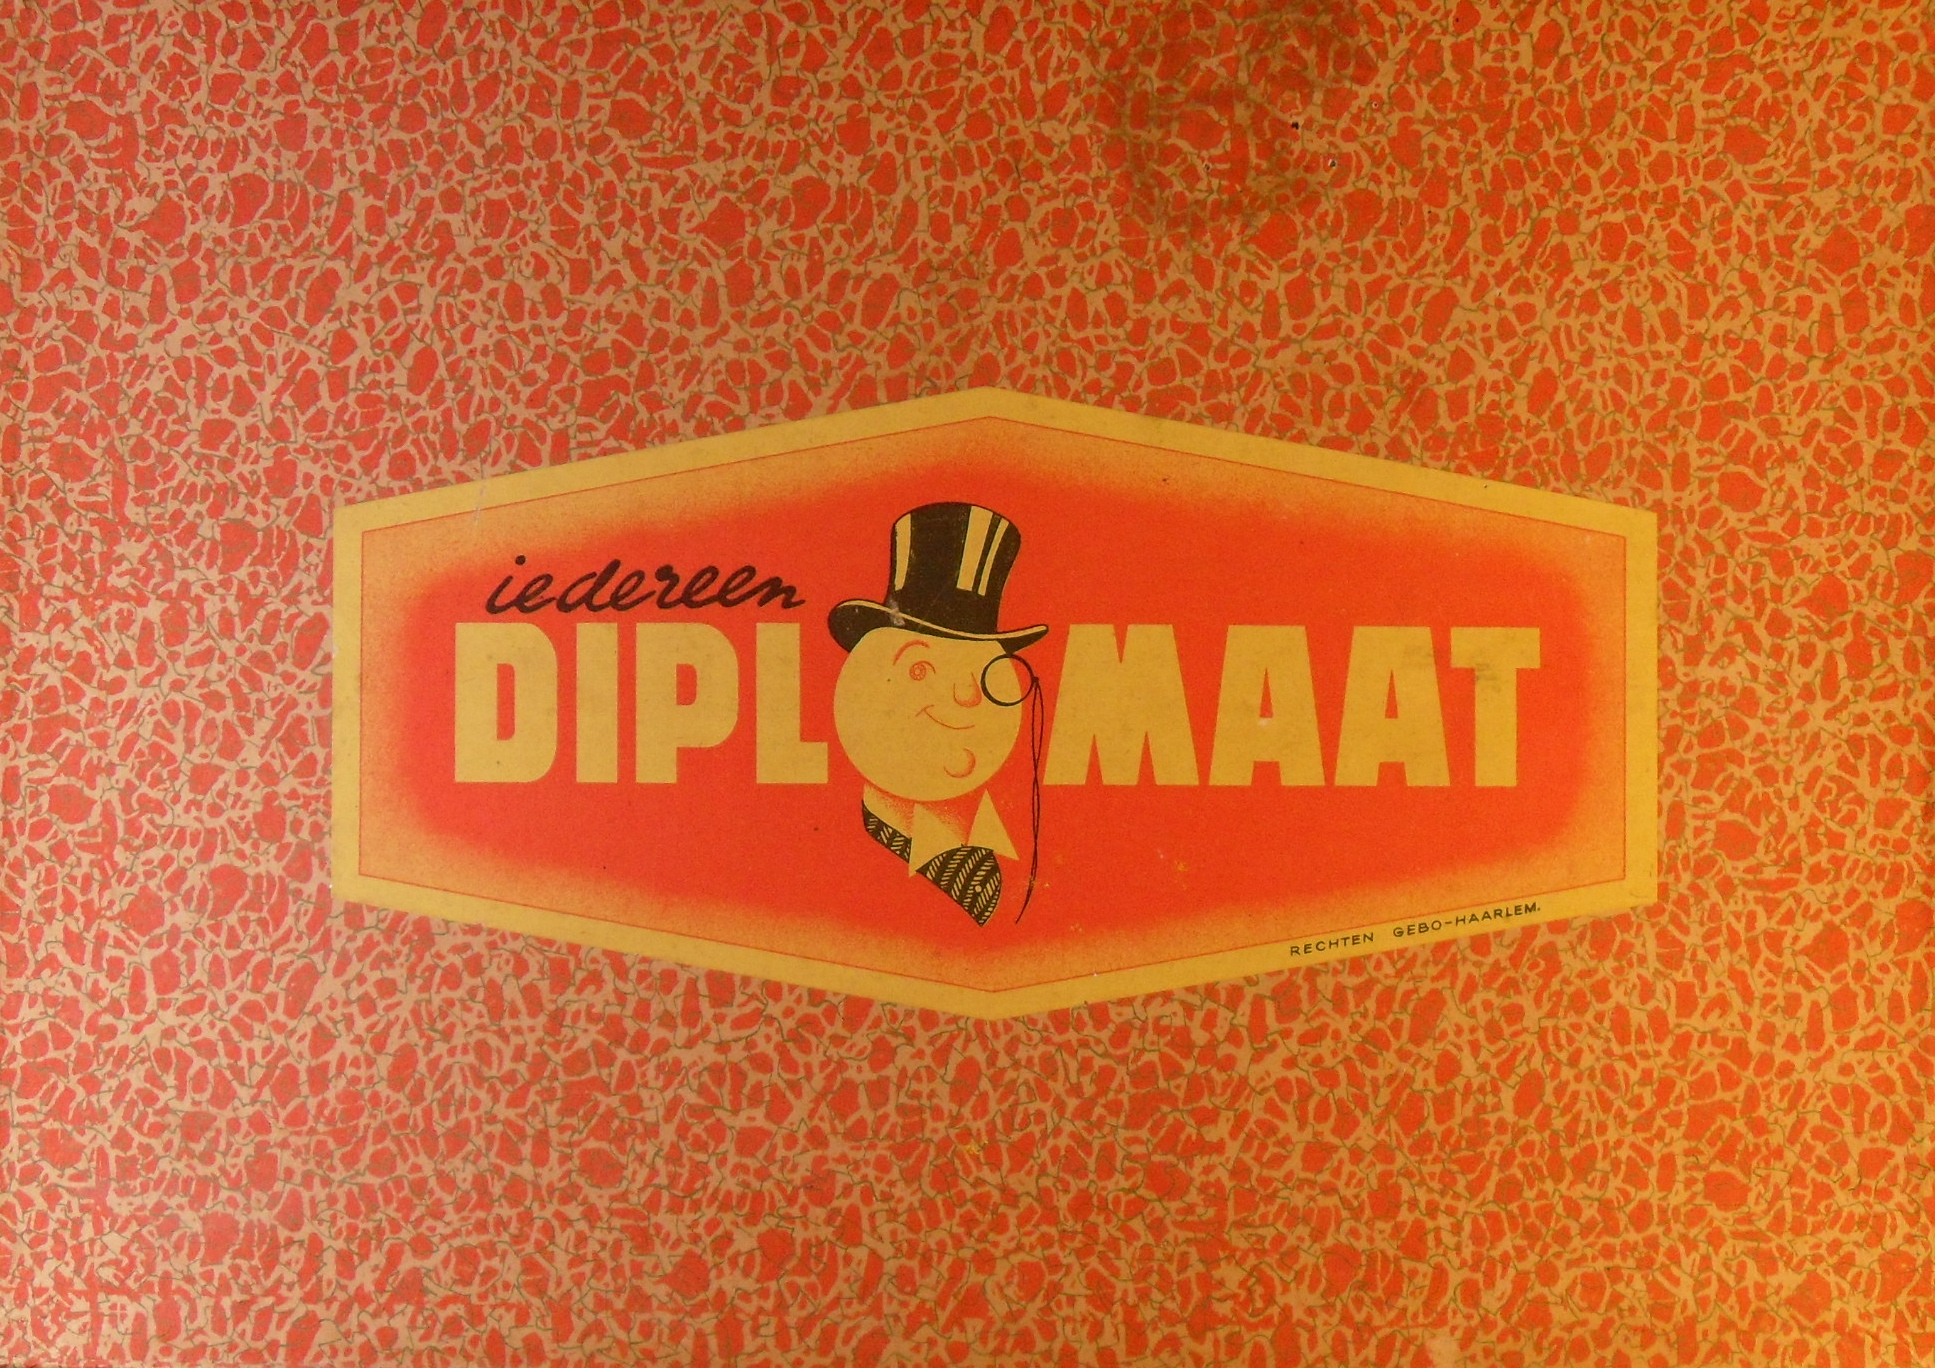 iedereen
DIPLOMAAT
RECHTEN GEBO-HAARLEM.